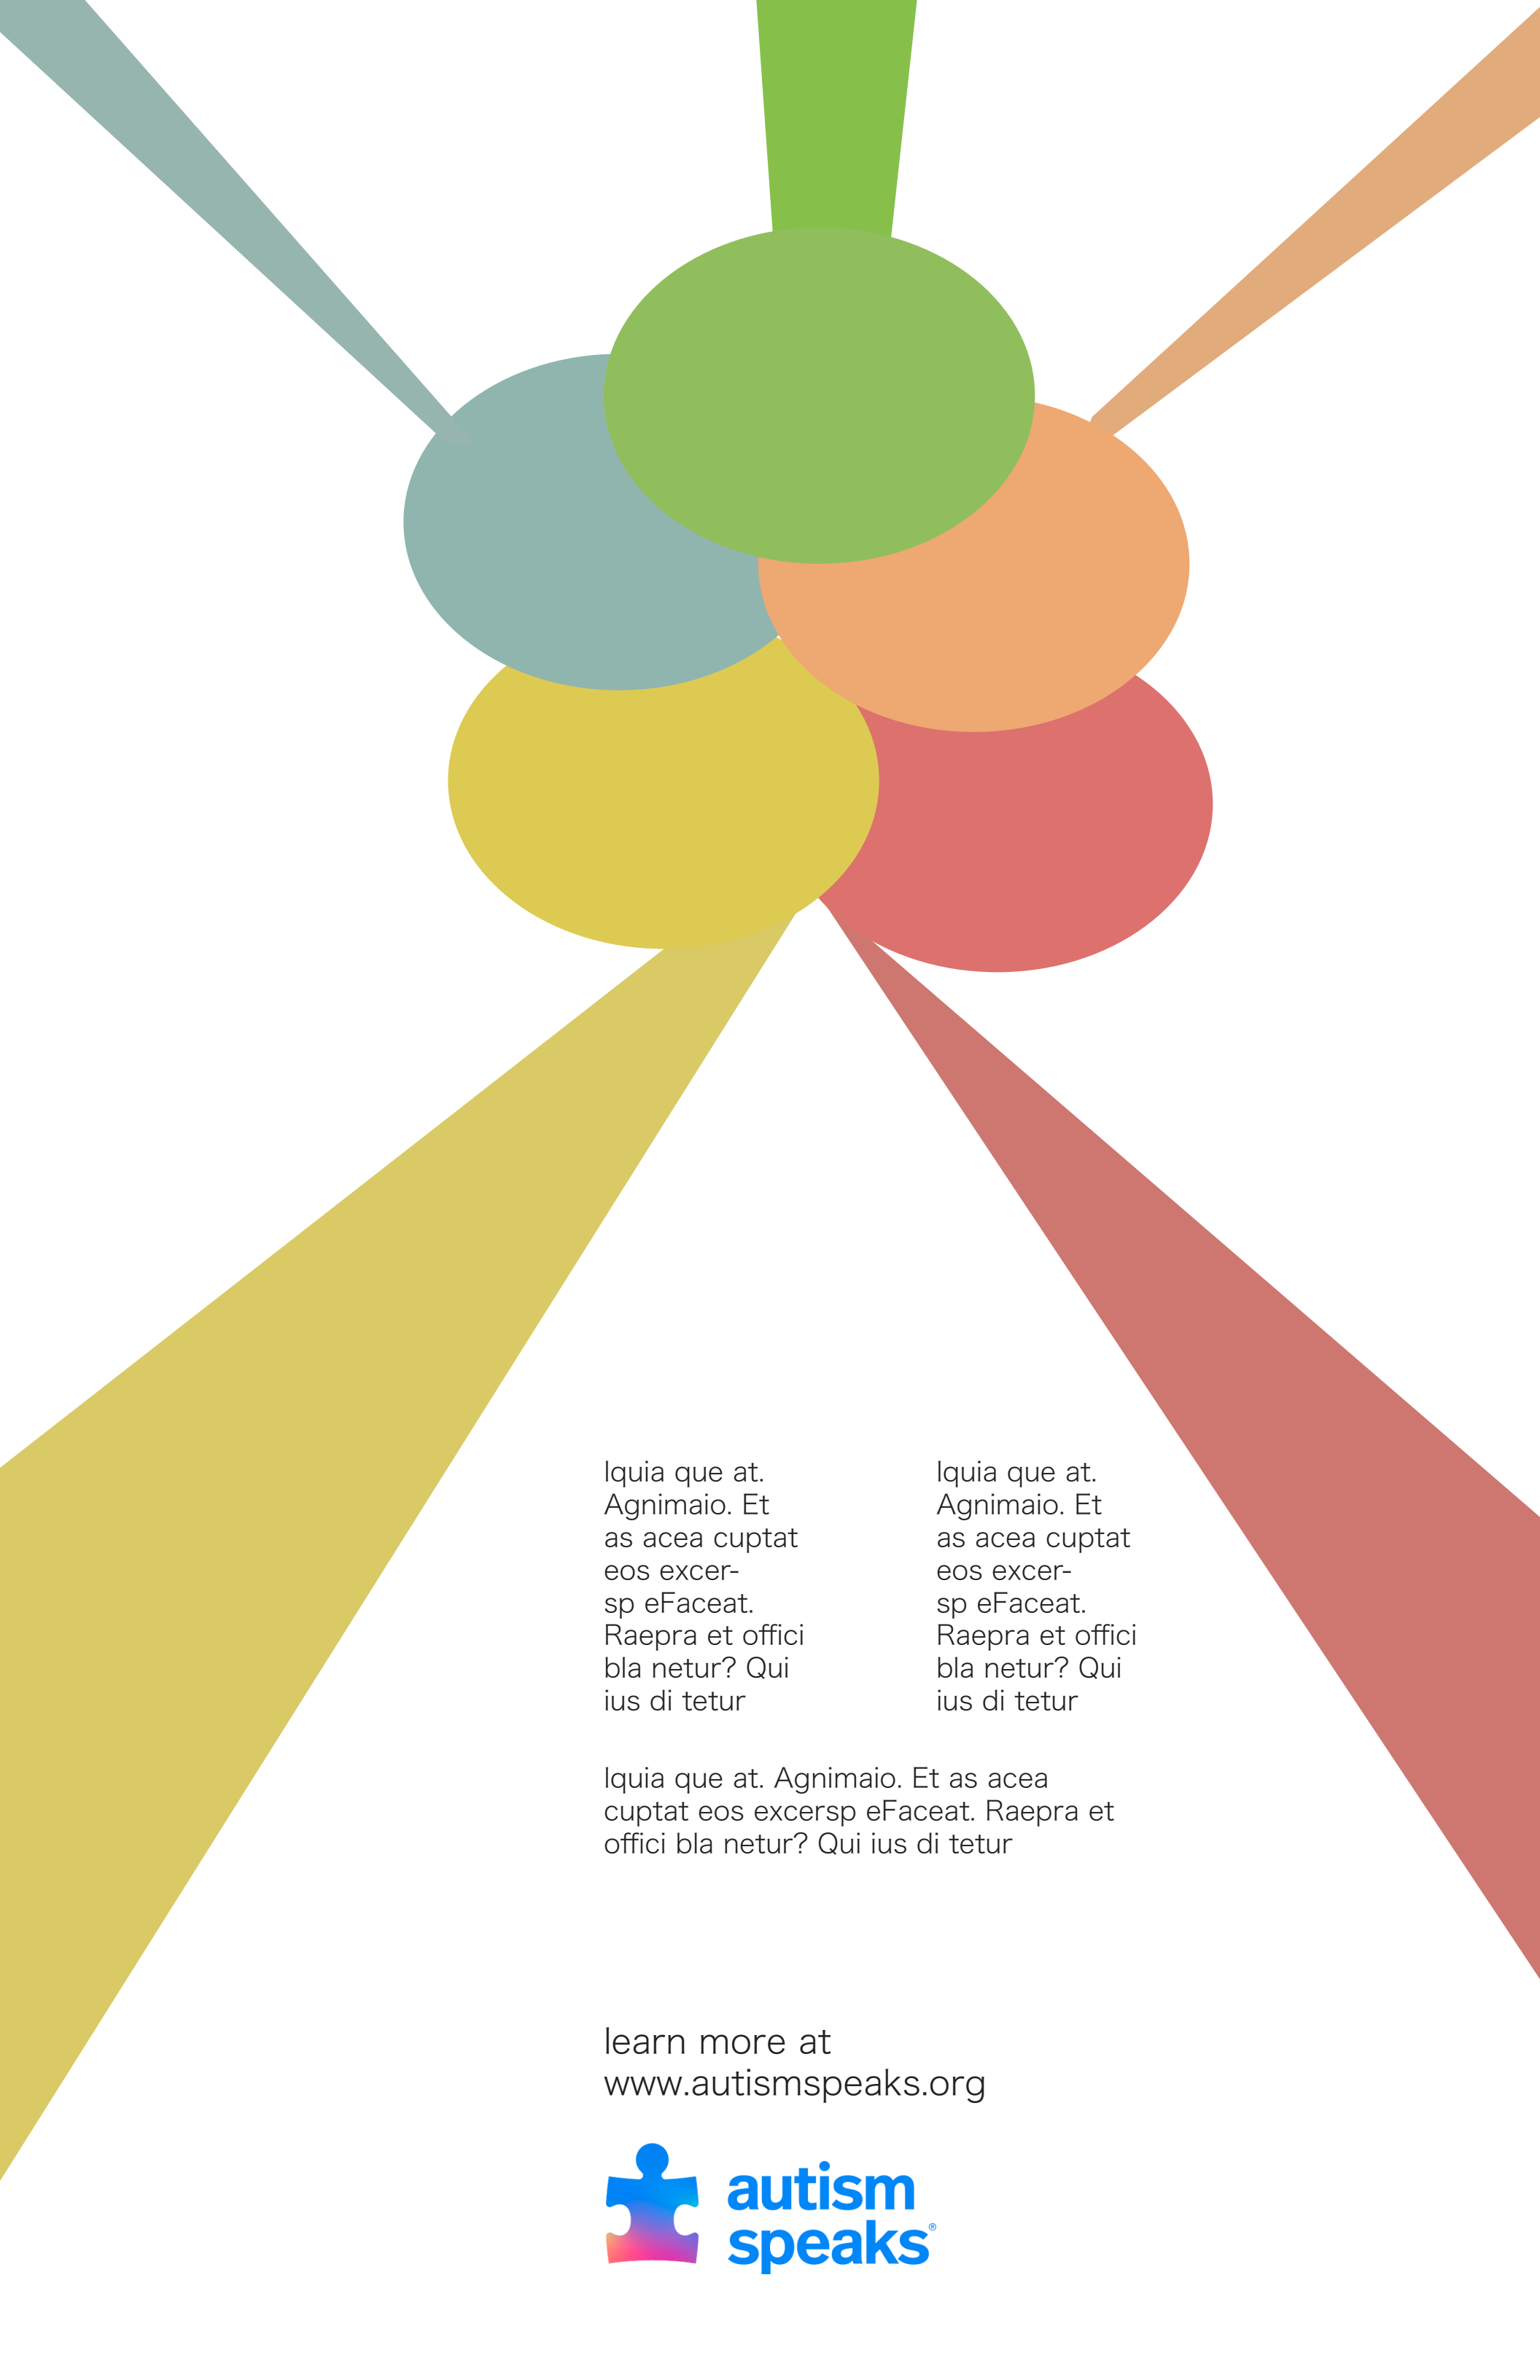 Iquia que at.
Agnimaio. Et
as acea cuptat
eos excer-
sp eFaceat.
Raepra et offici
bla netur? Qui
ius di tetur
Iquia que at.
Agnimaio. Et
as acea cuptat
eos excer-
sp eFaceat.
Raepra et offici
bla netur? Qui
ius di tetur
Iquia que at. Agnimaio. Et as acea
cuptat eos excersp eFaceat. Raepra et
offici bla netur? Qui ius di tetur
learn more at
www.autismspeaks.org
autism
speaks®